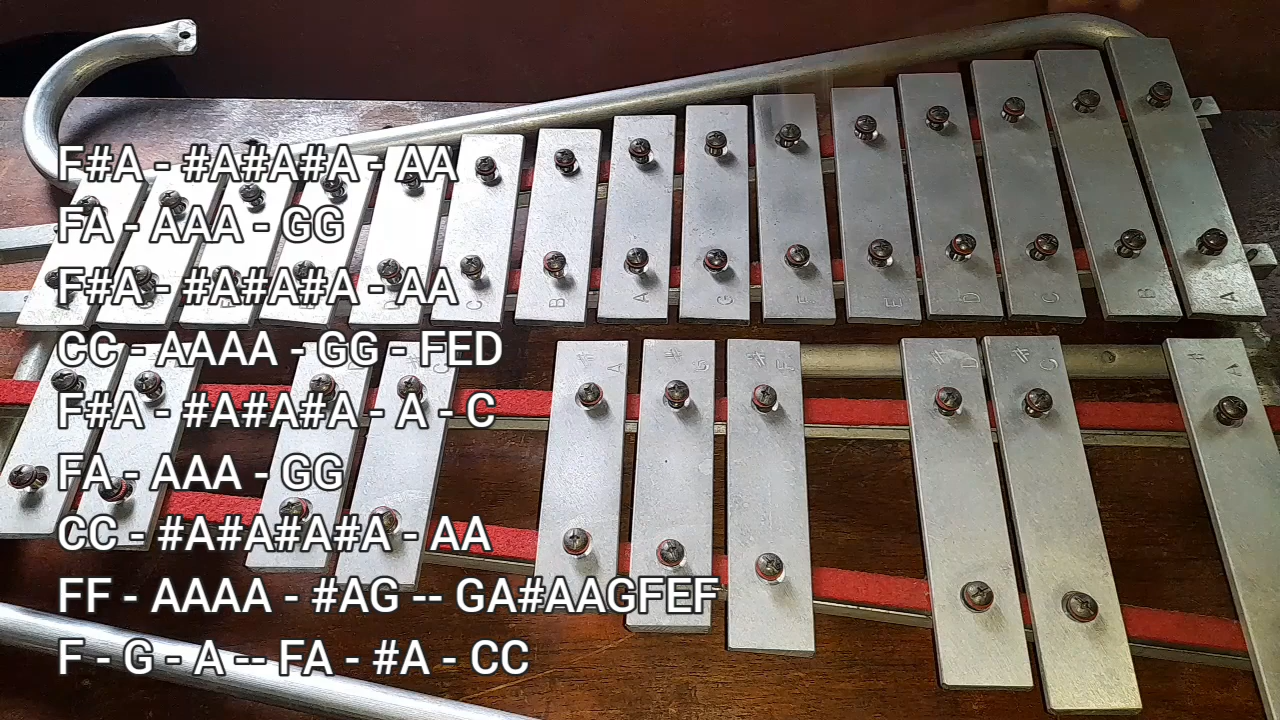 F#A - #A#A#A - AA
FA - AAA - GG
F#A - #A#A#A - AA
CC - AAAA - GG - FED
F#A - #A#A#A - A - C
FA - AAA - GG
CC - #A#A#A#A - AA
FF - AAAA - #AG -- GA#AAGFEF
F - G - A -- FA - #A - CC
C B A G F E D C B A
# A # G # F # D # C # A